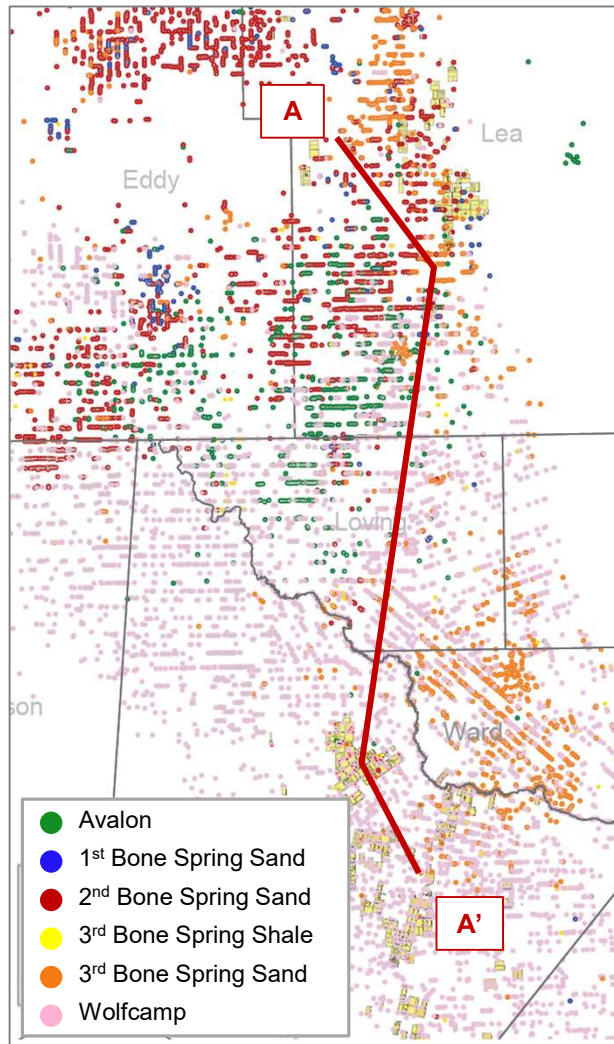 A
Lea
Eddy
Loving
son
Ward
Avalon
1st Bone Spring Sand
2nd Bone Spring Sand
3rd Bone Spring Shale
3rd Bone Spring Sand
Wolfcamp
A’